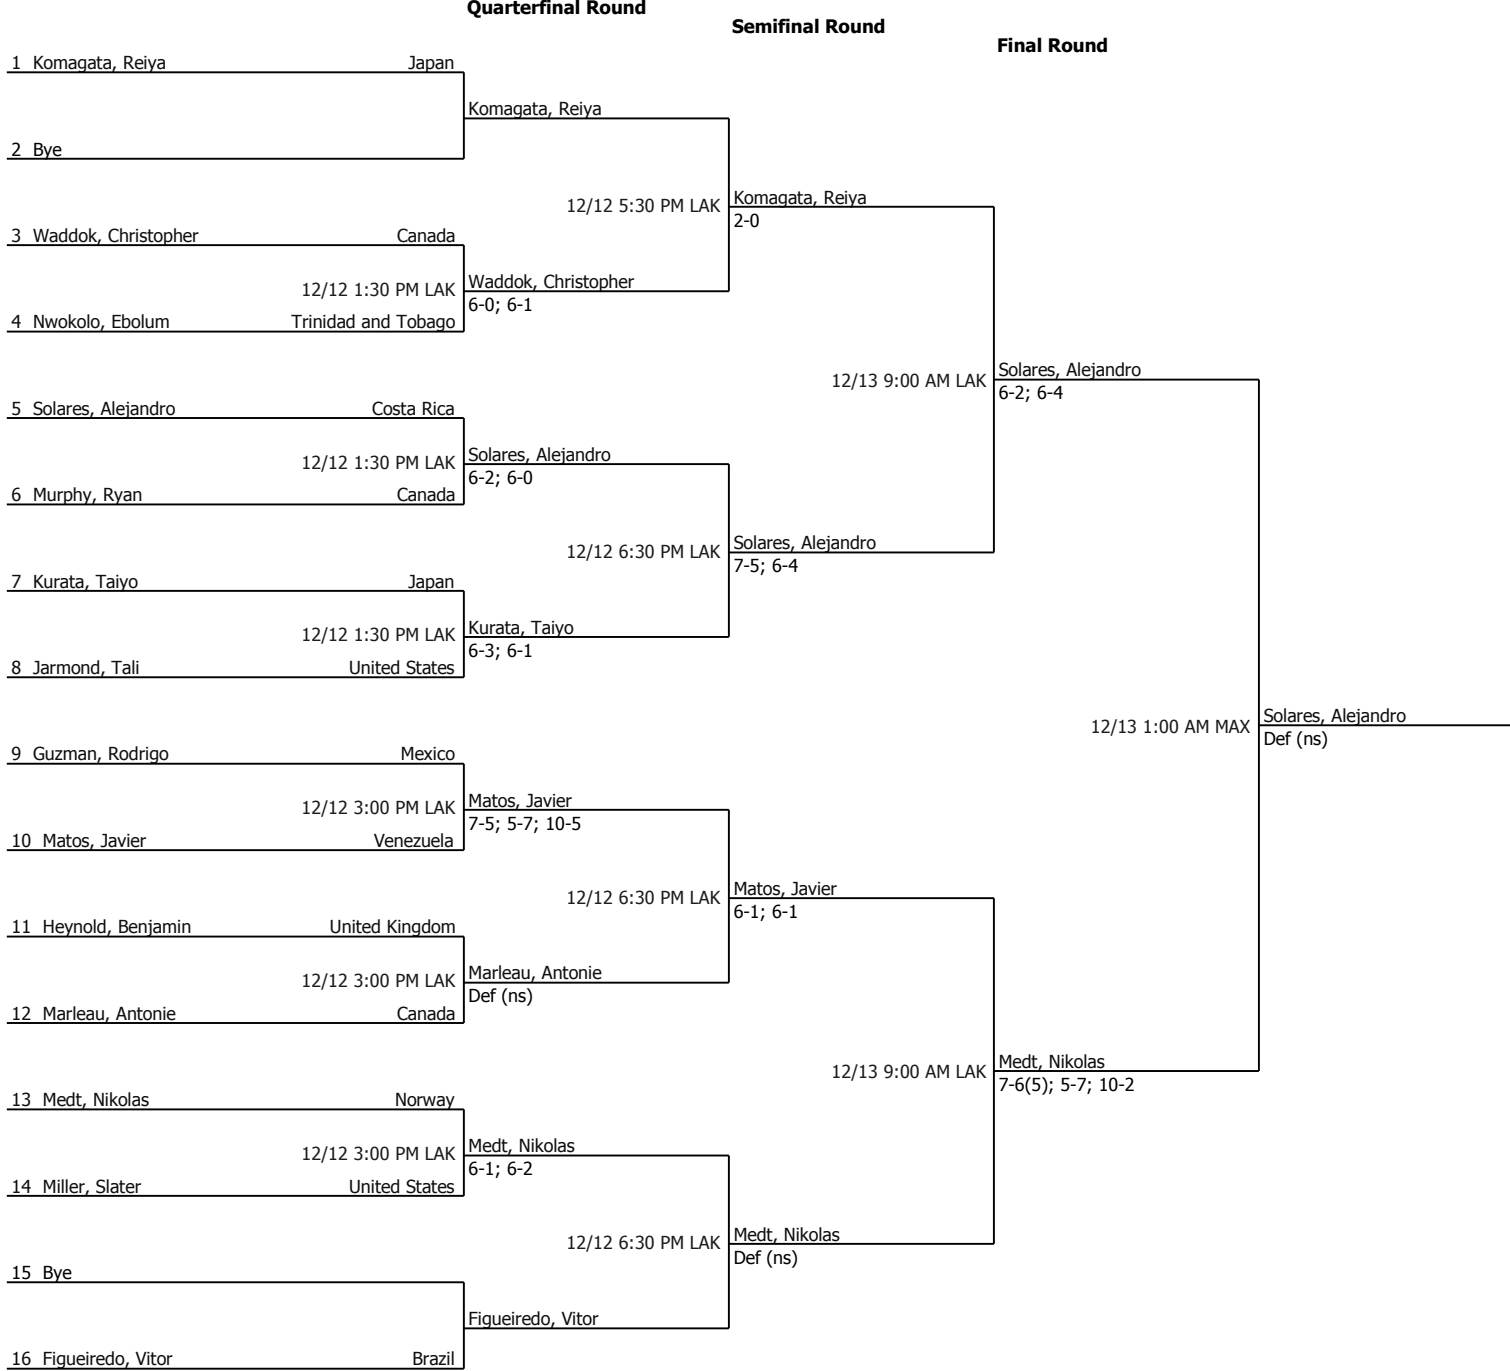 Quarterfinal Round
Semifinal Round
Final Round
1 Komagata, Reiya Japan
Komagata, Reiya
2 Bye
12/12 5:30 PM LAK Komagata, Reiya
2-0
3 Waddok, Christopher Canada
12/12 1:30 PM LAK Waddok, Christopher
6-0; 6-1
4 Nwokolo, Ebolum Trinidad and Tobago
12/13 9:00 AM LAK Solares, Alejandro
6-2; 6-4
5 Solares, Alejandro Costa Rica
12/12 1:30 PM LAK Solares, Alejandro
6-2; 6-0
6 Murphy, Ryan Canada
12/12 6:30 PM LAK Solares, Alejandro
7-5; 6-4
7 Kurata, Taiyo Japan
12/12 1:30 PM LAK Kurata, Taiyo
6-3; 6-1
8 Jarmond, Tali United States
12/13 1:00 AM MAX Solares, Alejandro
Def (ns)
9 Guzman, Rodrigo Mexico
12/12 3:00 PM LAK Matos, Javier
7-5; 5-7; 10-5
10 Matos, Javier Venezuela
12/12 6:30 PM LAK Matos, Javier
6-1; 6-1
11 Heynold, Benjamin United Kingdom
12/12 3:00 PM LAK Marleau, Antonie
Def (ns)
12 Marleau, Antonie Canada
12/13 9:00 AM LAK Medt, Nikolas
7-6(5); 5-7; 10-2
13 Medt, Nikolas Norway
12/12 3:00 PM LAK Medt, Nikolas
6-1; 6-2
14 Miller, Slater United States
12/12 6:30 PM LAK Medt, Nikolas
Def (ns)
15 Bye
Figueiredo, Vitor
16 Figueiredo, Vitor Brazil